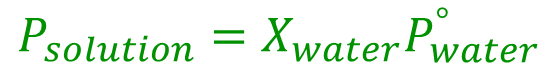 P_solution = X_water P°_water